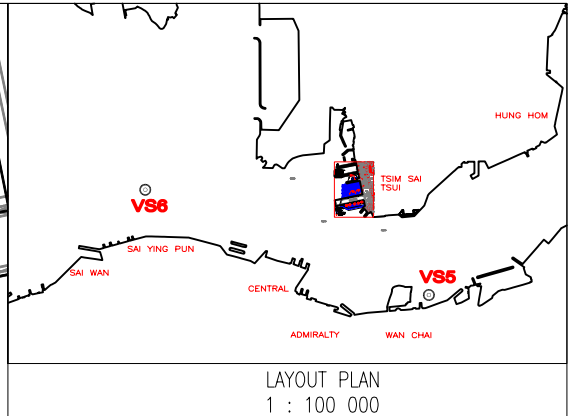 HUNG HOM
TSIM SAI
TSUI
VS6
SAI YING PUN
SAI WAN
VS5
CENTRAL
ADMIRALTY
WAN CHAI
LAYOUT PLAN
1 : 100 000